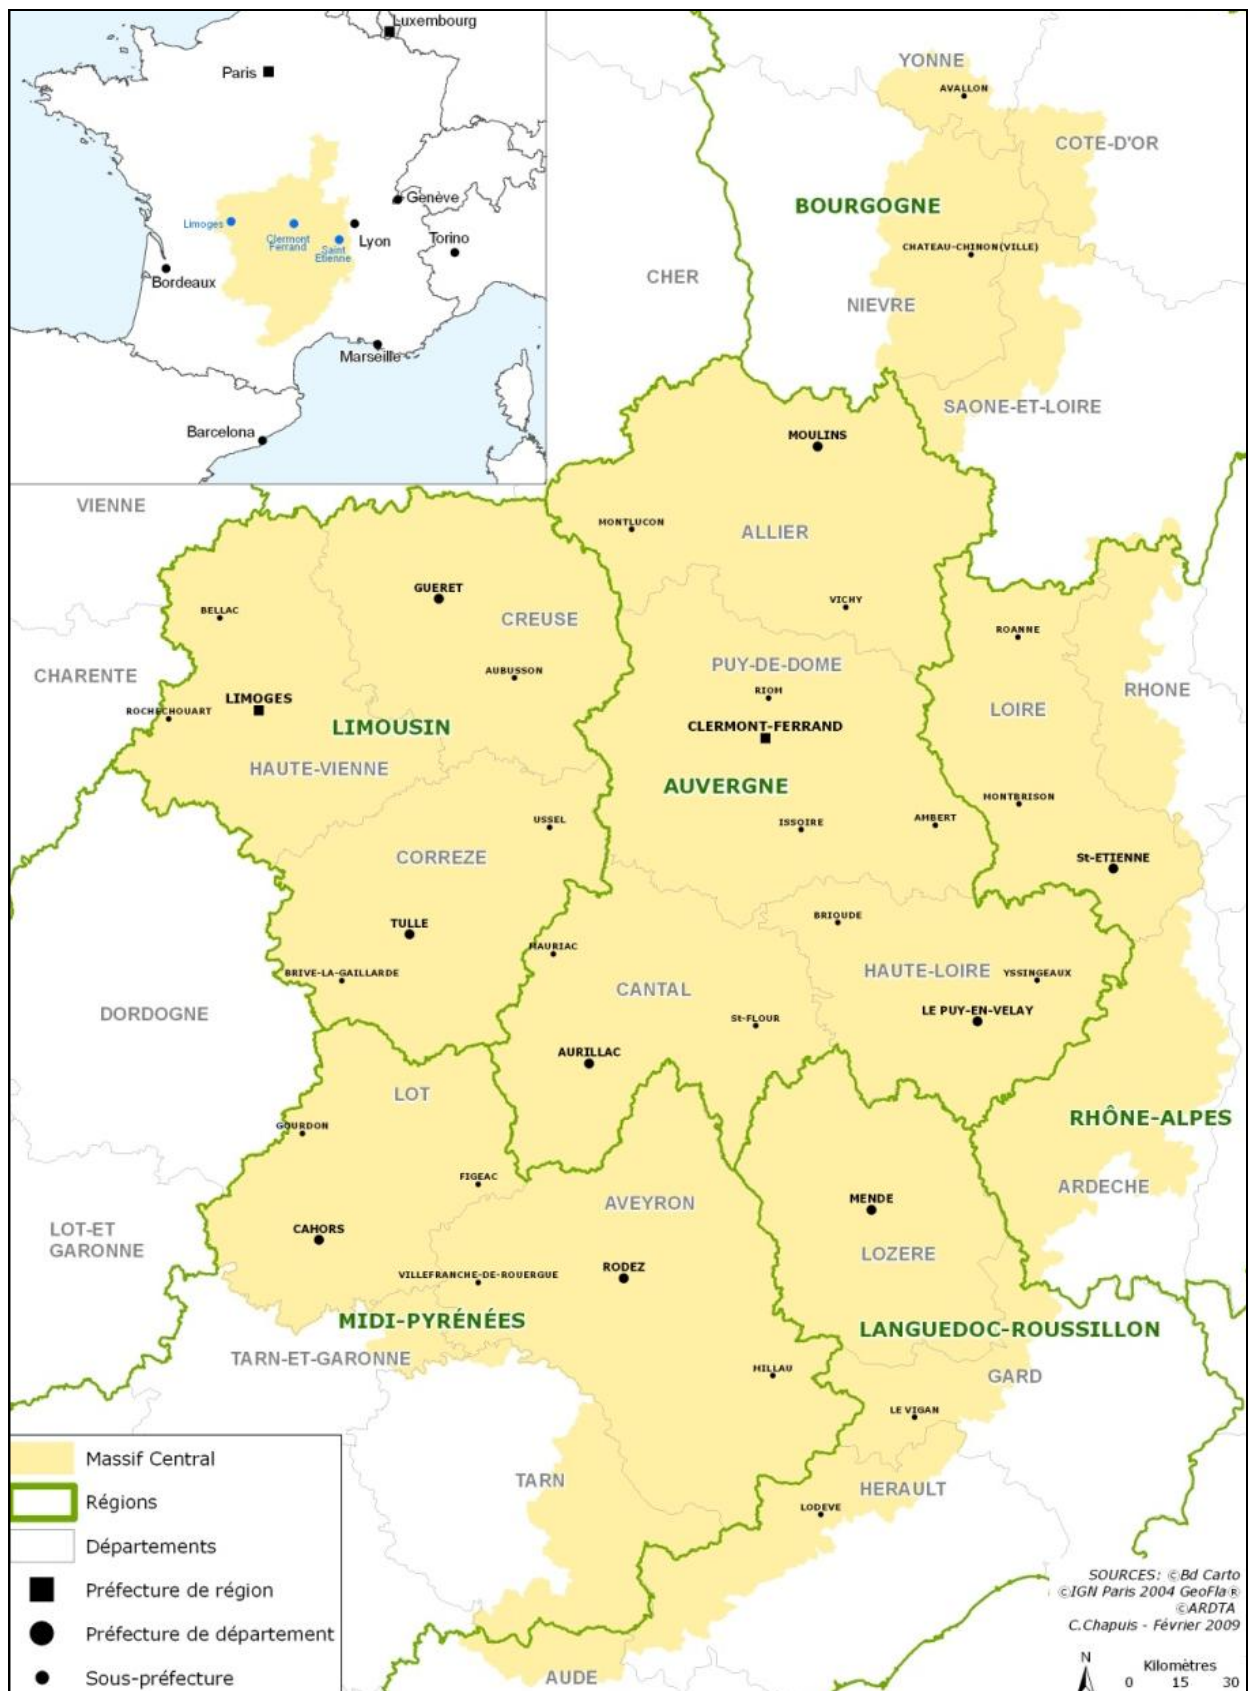 Luxembourg
Paris
Genève
Limoges
Clermont
Ferrand
Saint
Etienne
Lyon
Torino
Bordeaux
Marseille
Barcelona
YONNE
AVALLON
COTE-D'OR
BOURGOGNE
CHATEAU-CHINON(VILLE)
CHER
NIEVRE
SAONE-ET-LOIRE
MOULINS
VIENNE
MONTLUCON
ALLIER
GUERET
VICHY
BELLAC
CREUSE
ROANNE
PUY-DE-DOME
AUBUSSON
CHARENTE
RIOM
RHONE
LIMOGES
ROCHECHOUART
LOIRE
LIMOUSIN
CLERMONT-FERRAND
HAUTE-VIENNE
AUVERGNE
MONTBRISON
USSEL
ISSOIRE
AMBERT
CORREZE
St-ETIENNE
TULLE
BRIOUDE
MAURIAC
BRIVE-LA-GAILLARDE
HAUTE-LOIRE
YSSINGEAUX
CANTAL
DORDOGNE
St-FLOUR
LE PUY-EN-VELAY
AURILLAC
LOT
GOURDON
RHÔNE-ALPES
FIGEAC
ARDECHE
AVEYRON
MENDE
LOT-ET
GARONNE
CAHORS
LOZERE
VILLEFRANCHE-DE-ROUERGUE
RODEZ
MIDI-PYRÉNÉES
LANGUEDOC-ROUSSILLON
TARN-ET-GARONNE
MILLAU
GARD
LE VIGAN
TARN
HERAULT
LODEVE
AUDE
Massif Central
Régions
Départements
Préfecture de région
Préfecture de département
Sous-préfecture
SOURCES: ©Bd Carto
©IGN Paris 2004 GeoFla®
©ARDTA
C.Chapuis - Février 2009
N
Kilomètres
0 15 30